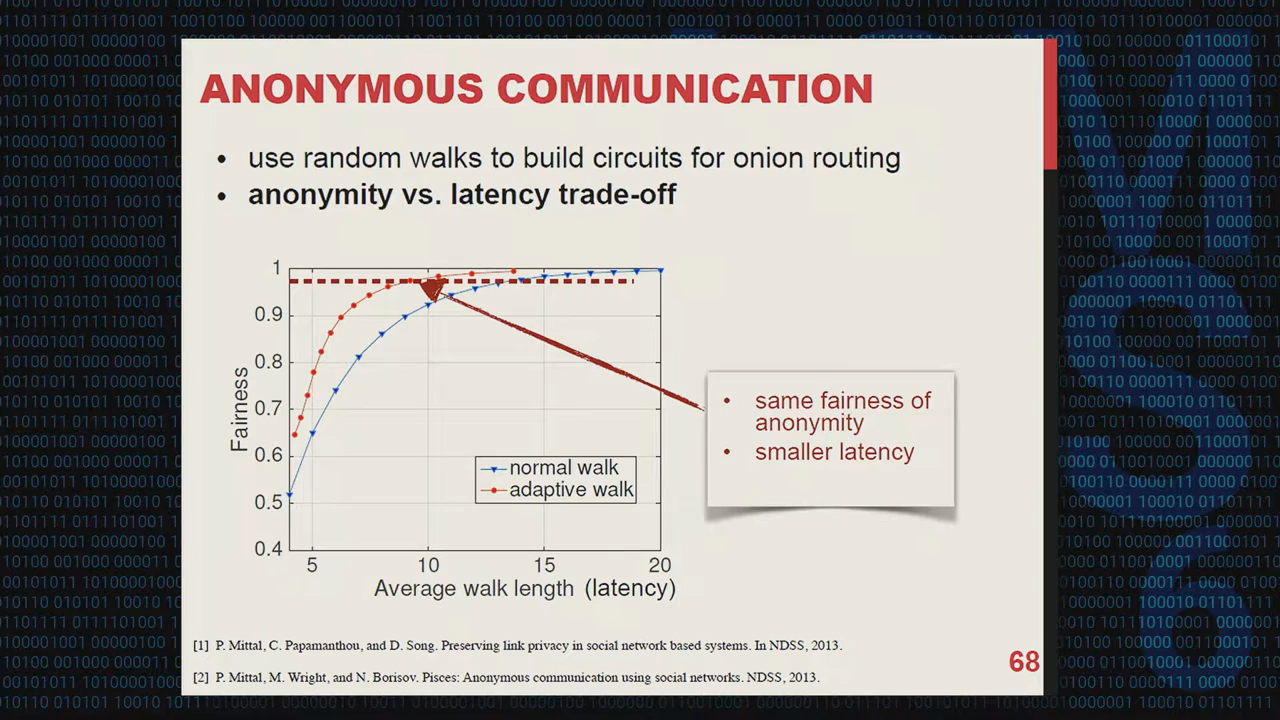 ANONYMOUS COMMUNICATION
• use random walks to build circuits for onion routing
• anonymity vs. latency trade-off
1
0.9
0.8
0.7
0.6
0.5
0.4
Fairness
normal walk
adaptive walk
5 10 15 20
Average walk length (latency)
• same fairness of
anonymity
• smaller latency
[1] P. Mittal, C. Papamanthou, and D. Song. Preserving link privacy in social network based systems. In NDSS, 2013.
[2] P. Mittal, M. Wright, and N. Borisov. Pisces: Anonymous communication using social networks. NDSS, 2013.
68